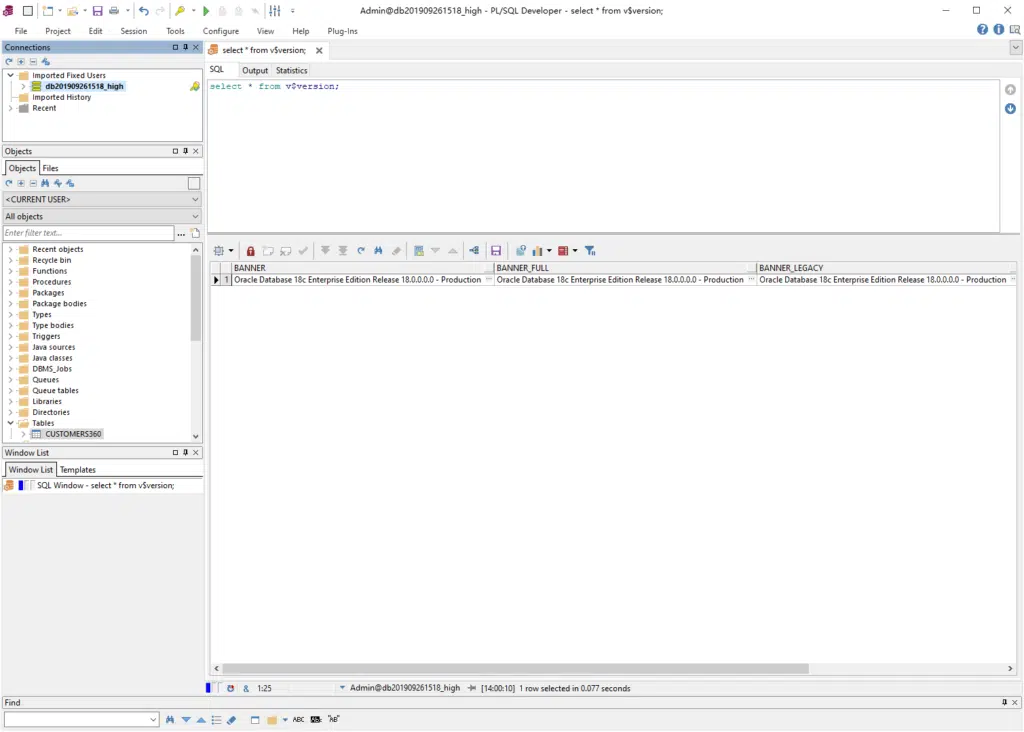 Admin@db201909261518_high - PL/SQL Developer - select * from v$version;
File Project Edit Session Tools Configure View Help Plug-Ins
Connections
Imported Fixed Users
db201909261518_high
Imported History
Recent
Objects
Objects Files
<CURRENT USER>
All objects
Enter filter text...
Recent objects
Recycle bin
Functions
Procedures
Packages
Package bodies
Types
Type bodies
Triggers
Java sources
Java classes
DBMS_Jobs
Queues
Queue tables
Libraries
Directories
Tables
CUSTOMERS360
Window List
Window List Templates
SQL Window - select * from v$version;
select * from v$version;
SQL Output Statistics
select * from v$version;
BANNER BANNER_FULL BANNER_LEGACY
1 Oracle Database 18c Enterprise Edition Release 18.0.0.0.0 - Production ... Oracle Database 18c Enterprise Edition Release 18.0.0.0.0 - Production ... Oracle Database 18c Enterprise Edition Release 18.0.0.0.0 - Production ...
& 1:25 Admin@db201909261518_high [14:00:10] 1 row selected in 0.077 seconds
Find
ABC AB "AB"